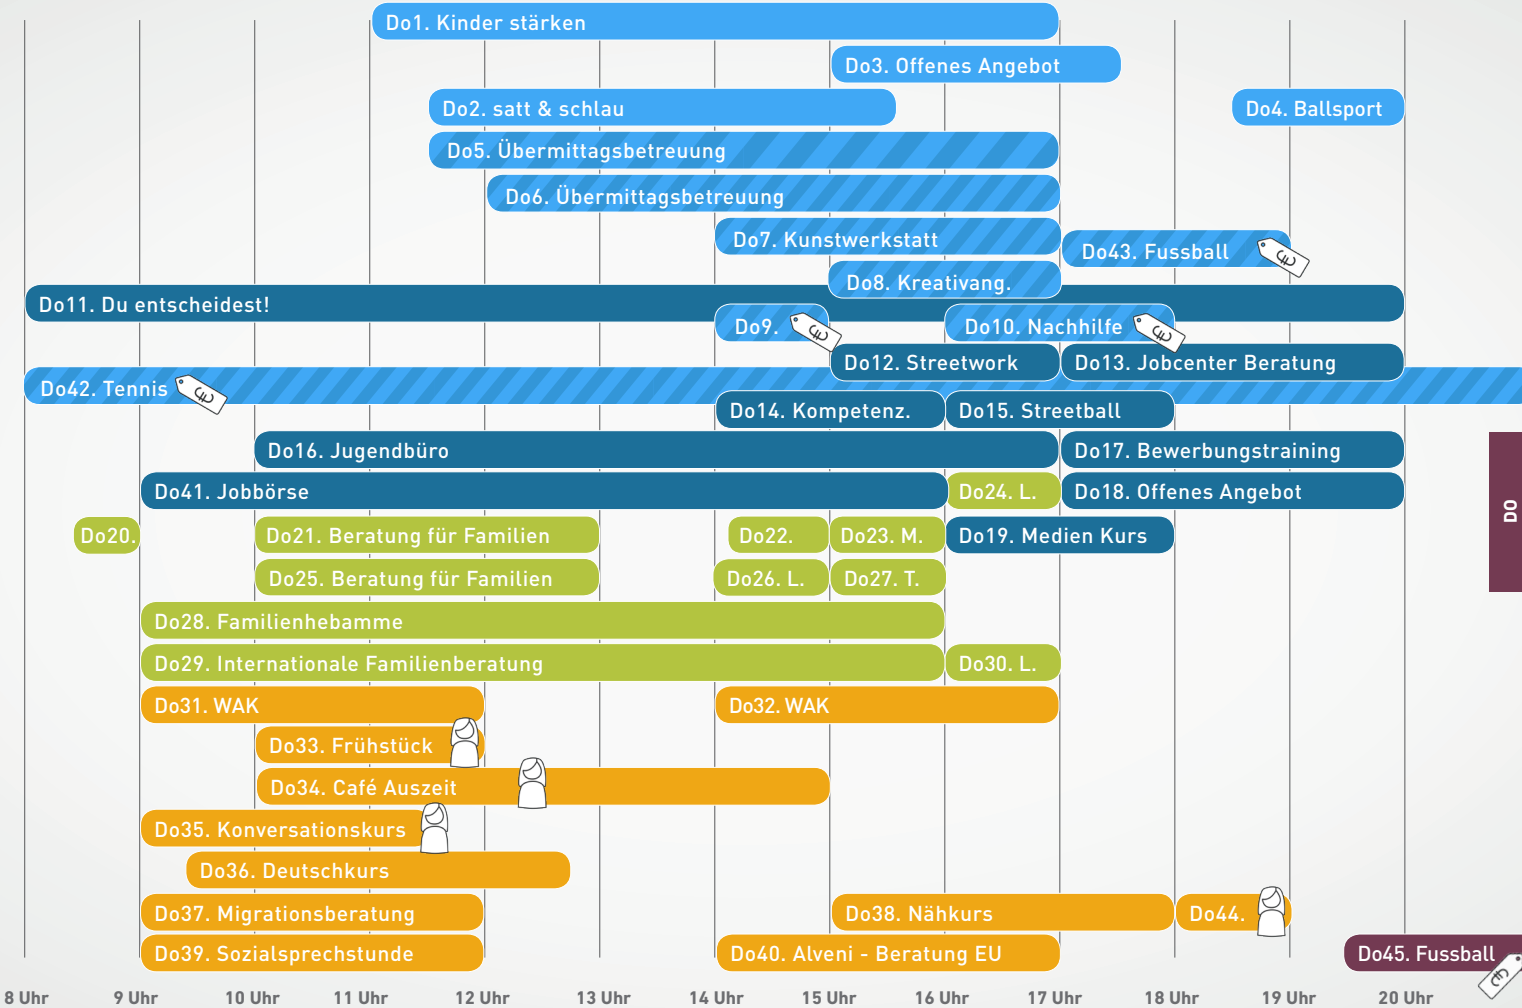 Do1. Kinder stärken
Do3. Offenes Angebot
Do2. satt & schlau
Do4. Ballsport
Do5. Übermittagsbetreuung
Do6. Übermittagsbetreuung
Do7. Kunstwerkstatt
Do43. Fussball
€
Do8. Kreativang.
Do11. Du entscheidest!
Do9.
€
Do10. Nachhilfe
€
Do12. Streetwork
Do13. Jobcenter Beratung
Do42. Tennis
€
Do14. Kompetenz.
Do15. Streetball
Do16. Jugendbüro
Do17. Bewerbungstraining
Do41. Jobbörse
Do24. L.
Do18. Offenes Angebot
DO
Do20.
Do21. Beratung für Familien
Do22.
Do23. M.
Do19. Medien Kurs
Do25. Beratung für Familien
Do26. L.
Do27. T.
Do28. Familienhebamme
Do29. Internationale Familienberatung
Do30. L.
Do31. WAK
Do32. WAK
Do33. Frühstück
Do34. Café Auszeit
Do35. Konversationskurs
Do36. Deutschkurs
Do37. Migrationsberatung
Do38. Nähkurs
Do44.
Do39. Sozialsprechstunde
Do40. Alveni - Beratung EU
Do45. Fussball
€
8 Uhr
9 Uhr
10 Uhr
11 Uhr
12 Uhr
13 Uhr
14 Uhr
15 Uhr
16 Uhr
17 Uhr
18 Uhr
19 Uhr
20 Uhr